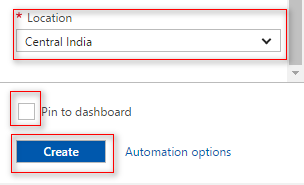 * Location
Central India
Pin to dashboard
Create
Automation options